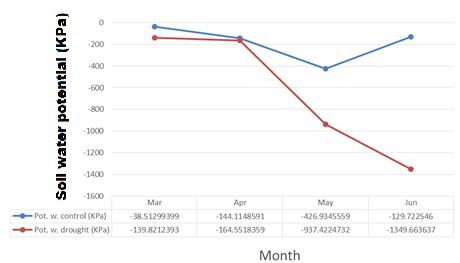 Soil water potential (KPa)
0
-200
-400
-600
-800
-1000
-1200
-1400
-1600
Mar Apr May Jun
Pot. w. control (KPa) -38.51299399 -144.1148591 -426.9345559 -129.722546
Pot. w. drought (KPa) -139.8212393 -164.5518359 -937.4224732 -1349.663637
Month